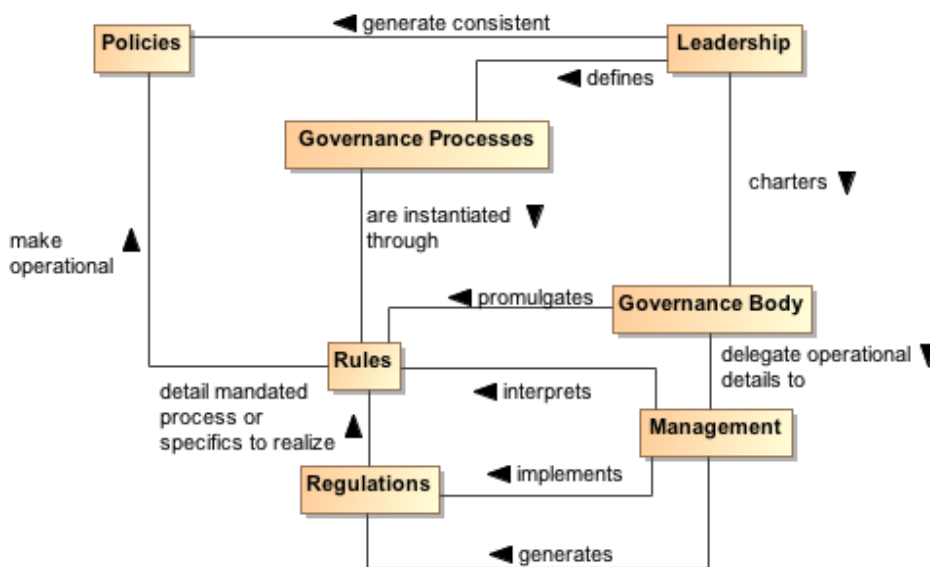 generate consistent
Policies
Leadership
defines
Governance Processes
charters
are instantiated
through
make
operational
promulgates
Governance Body
Rules
delegate operational
details to
detail mandated
process or
specifics to realize
interprets
Management
Regulations
implements
generates